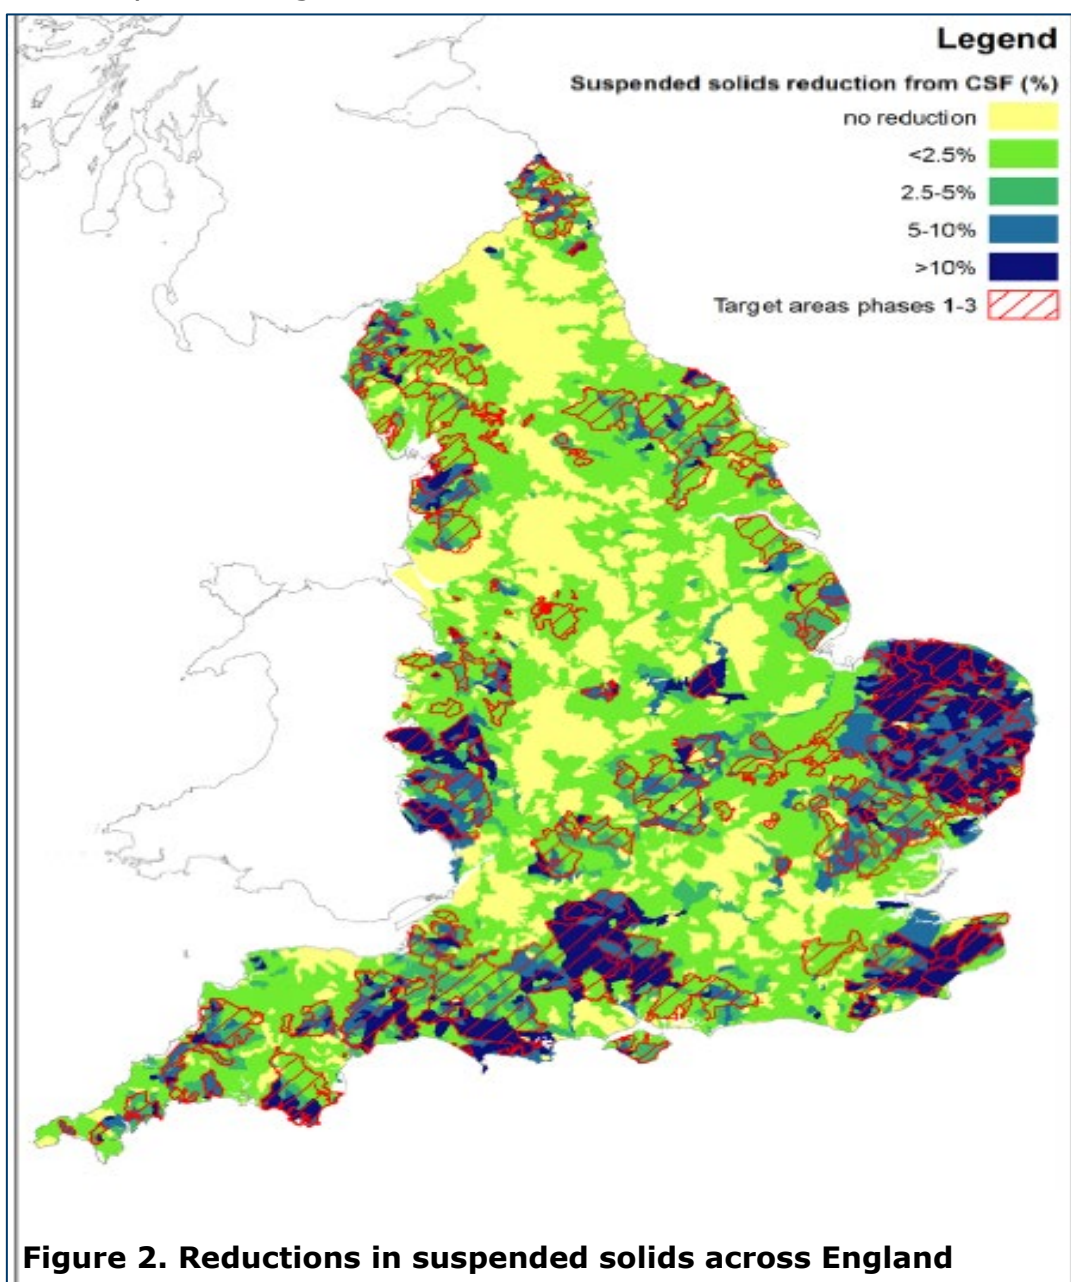 Legend
Suspended solids reduction from CSF (%)
no reduction
<2.5%
2.5-5%
5-10%
>10%
Target areas phases 1-3
Figure 2. Reductions in suspended solids across England